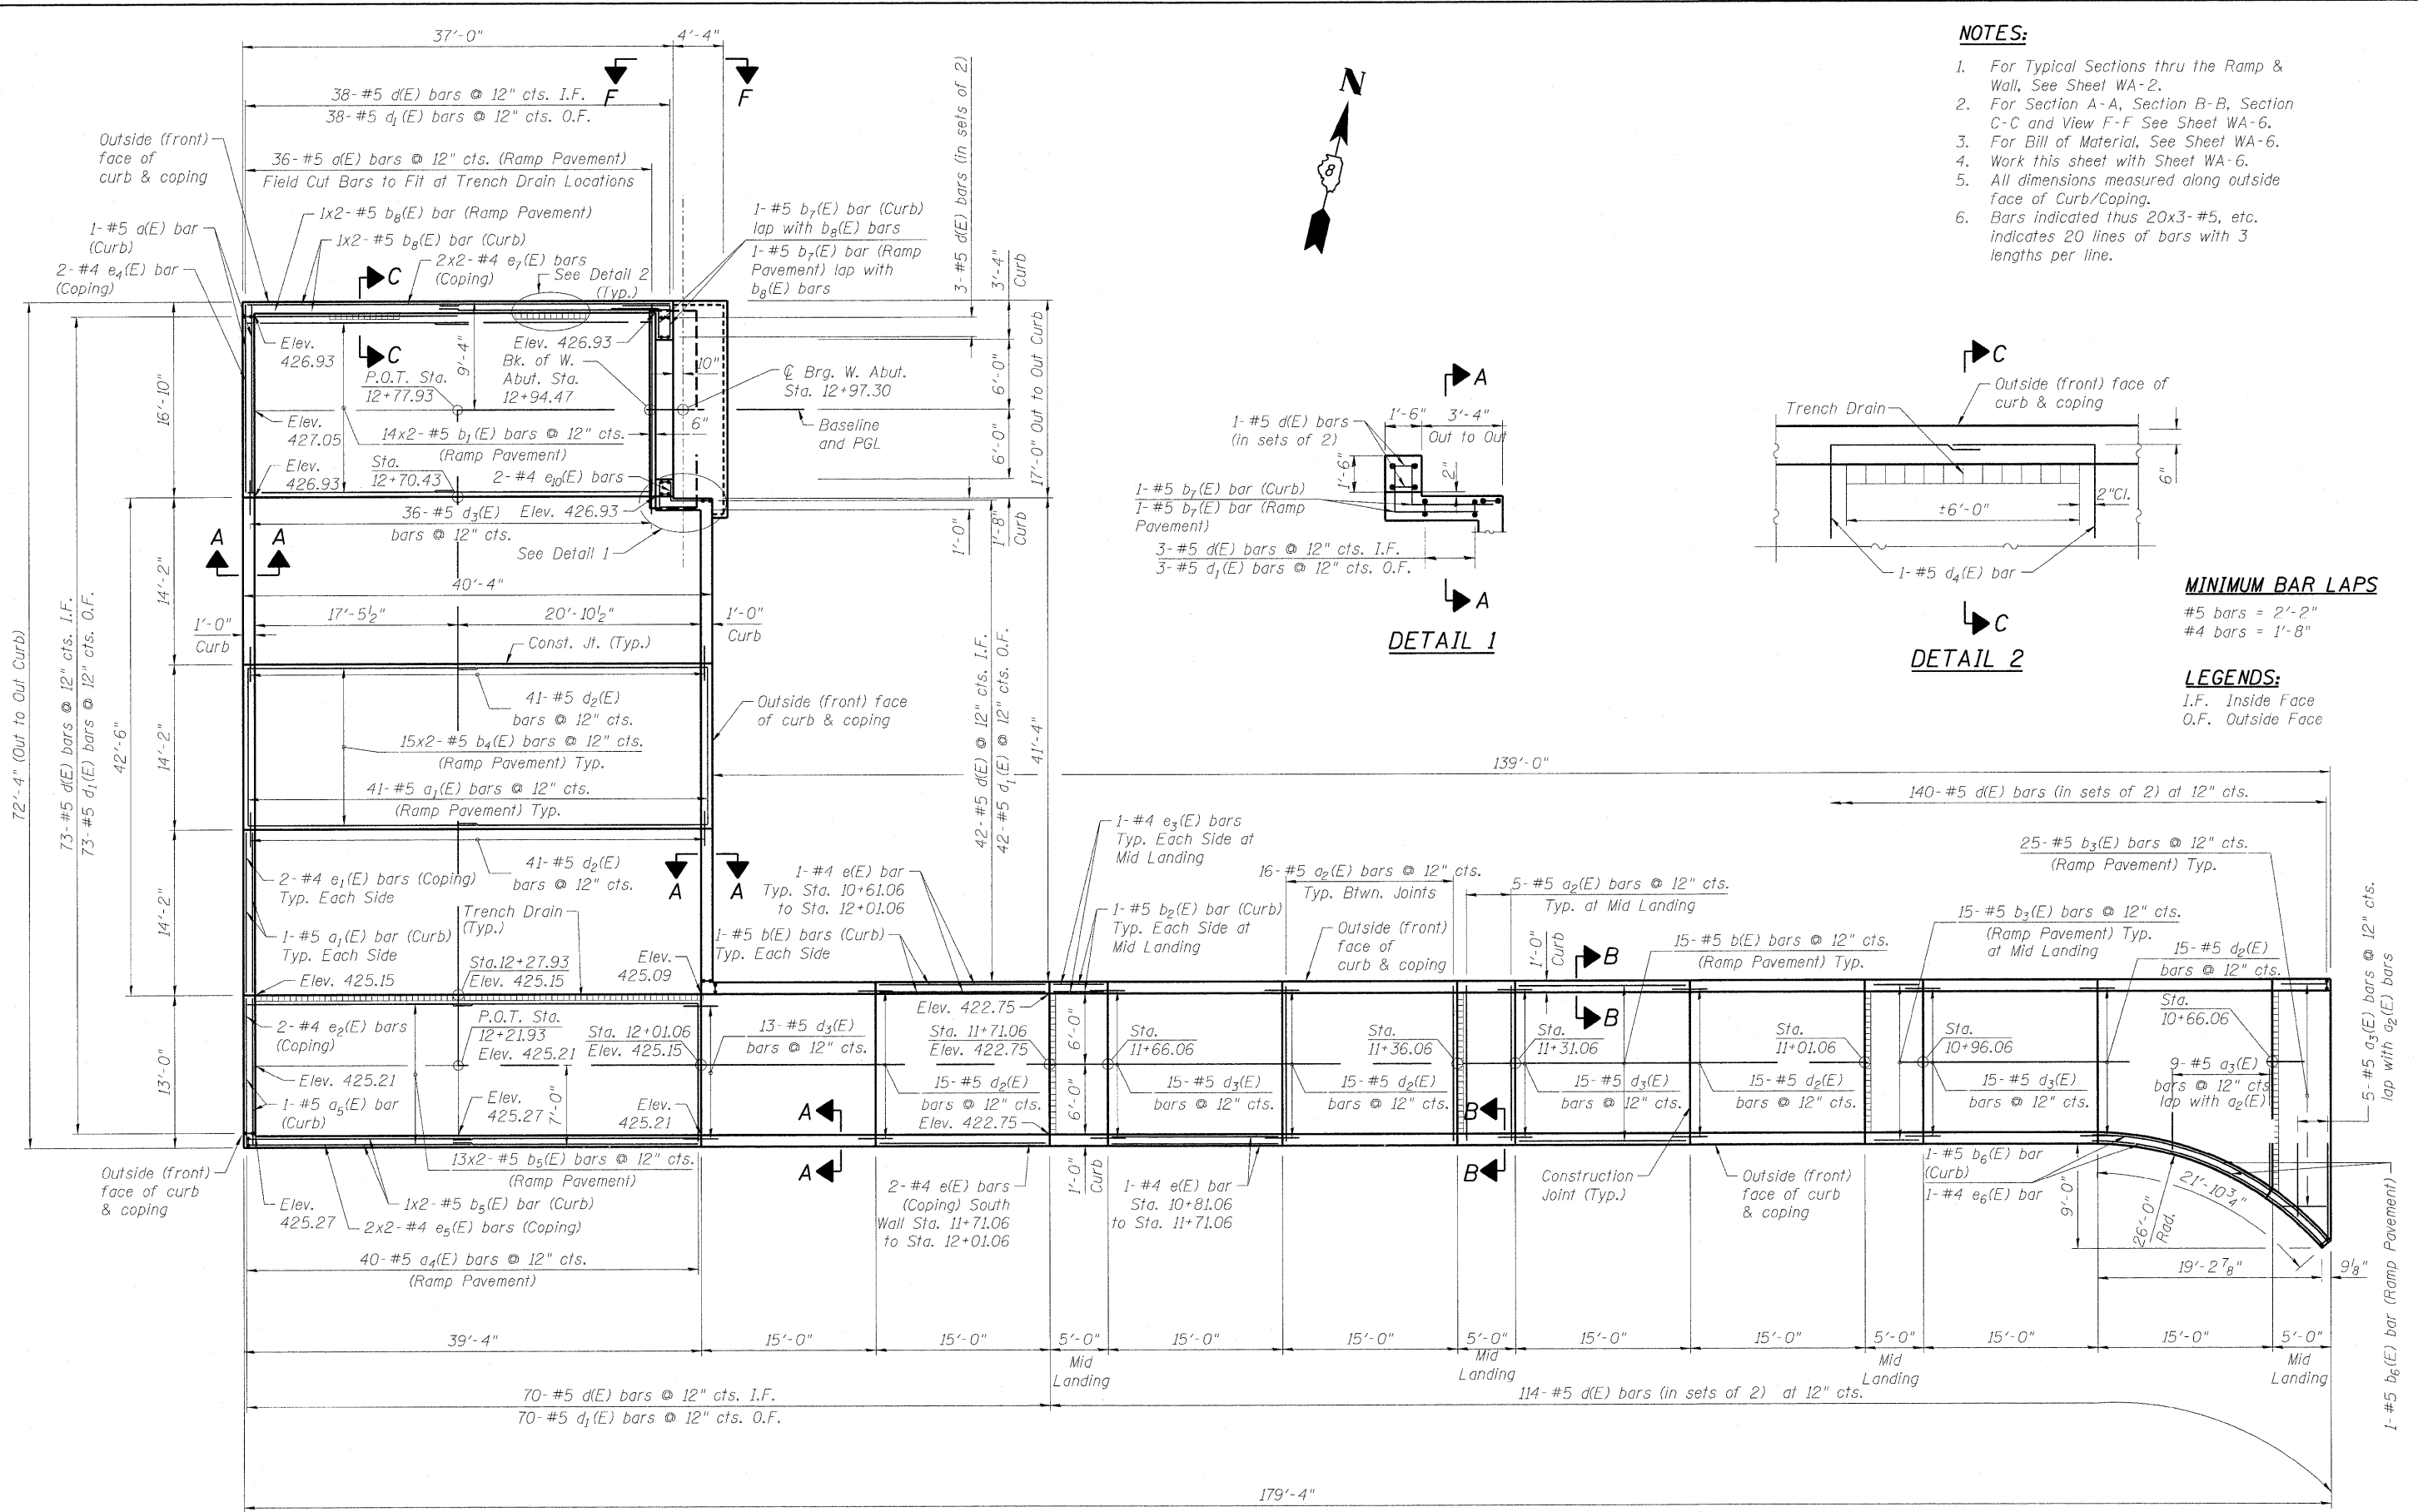 37'-0"
4'-4"
F
F
38-#5 d(E) bars @ 12" cts. I.F.
38-#5 d1(E) bars @ 12" cts. O.F.
36-#5 a(E) bars @ 12" cts. (Ramp Pavement)
Field Cut Bars to Fit at Trench Drain Locations
Outside (front)
face of
curb & coping
1x2-#5 b8(E) bar (Ramp Pavement)
1-#5 a(E) bar
(Curb)
1x2-#5 b8(E) bar (Curb)
2-#4 e4(E) bar
(Coping)
2x2-#4 e7(E) bars
(Coping)
See Detail 2
(Typ.)
C
C
1-#5 b7(E) bar (Curb)
lap with b8(E) bars
1-#5 b7(E) bar (Ramp
Pavement) lap with
b8(E) bars
3-#5 d(E) bars (in sets of 2)
3'-4"
Curb
6'-0"
6'-0"
17'-0" Out to Out Curb
1'-0"
1'-8"
Curb
N
8
NOTES:
1. For Typical Sections thru the Ramp &
Wall, See Sheet WA-2.
2. For Section A-A, Section B-B, Section
C-C and View F-F See Sheet WA-6.
3. For Bill of Material, See Sheet WA-6.
4. Work this sheet with Sheet WA-6.
5. All dimensions measured along outside
face of Curb/Coping.
6. Bars indicated thus 20x3-#5, etc.
indicates 20 lines of bars with 3
lengths per line.
Elev.
426.93
9'-4"
Elev. 426.93
Bk. of W.
Abut. Sta.
12+94.47
P.O.T. Sta.
12+77.93
10"
6"
℄ Brg. W. Abut.
Sta. 12+97.30
Baseline
and PGL
Elev.
427.05
14x2-#5 b1(E) bars @ 12" cts.
(Ramp Pavement)
Elev.
426.93
Sta.
12+70.43
2-#4 e10(E) bars
36-#5 d3(E)
bars @ 12" cts.
Elev. 426.93
See Detail 1
16'-10"
14'-2"
14'-2"
14'-2"
13'-0"
42'-6"
72'-4" (Out to Out Curb)
73-#5 d(E) bars @ 12" cts. I.F.
73-#5 d1(E) bars @ 12" cts. O.F.
A
A
40'-4"
17'-5½"
20'-10½"
1'-0"
Curb
1'-0"
Curb
Const. Jt. (Typ.)
41-#5 d2(E)
bars @ 12" cts.
15x2-#5 b4(E) bars @ 12" cts.
(Ramp Pavement) Typ.
41-#5 a1(E) bars @ 12" cts.
(Ramp Pavement) Typ.
Outside (front) face
of curb & coping
42-#5 d(E) @ 12" cts. I.F.
42-#5 d1(E) @ 12" cts. O.F.
41'-4"
41-#5 d2(E)
bars @ 12" cts.
A
A
2-#4 e1(E) bars (Coping)
Typ. Each Side
Trench Drain
(Typ.)
1-#5 a1(E) bar (Curb)
Typ. Each Side
Elev. 425.15
Sta.12+27.93
Elev. 425.15
Elev.
425.09
A
1-#5 d(E) bars
(in sets of 2)
1'-6"
3'-4"
Out to Out
1'-6"
2"
1-#5 b7(E) bar (Curb)
1-#5 b7(E) bar (Ramp
Pavement)
3-#5 d(E) bars @ 12" cts. I.F.
3-#5 d1(E) bars @ 12" cts. O.F.
A
DETAIL 1
C
Outside (front) face of
curb & coping
Trench Drain
6"
2"Cl.
±6'-0"
1-#5 d4(E) bar
C
DETAIL 2
MINIMUM BAR LAPS
#5 bars = 2'-2"
#4 bars = 1'-8"
LEGENDS:
I.F. Inside Face
O.F. Outside Face
139'-0"
140-#5 d(E) bars (in sets of 2) at 12" cts.
1-#4 e3(E) bars
Typ. Each Side at
Mid Landing
1-#4 e(E) bar
Typ. Sta. 10+61.06
to Sta. 12+01.06
1-#5 b(E) bars (Curb)
Typ. Each Side
1-#5 b2(E) bar (Curb)
Typ. Each Side at
Mid Landing
16-#5 a2(E) bars @ 12" cts.
Typ. Btwn. Joints
Outside (front)
face of
curb & coping
5-#5 a2(E) bars @ 12" cts.
Typ. at Mid Landing
1'-0"
Curb
B
B
15-#5 b(E) bars @ 12" cts.
(Ramp Pavement) Typ.
25-#5 b3(E) bars @ 12" cts.
(Ramp Pavement) Typ.
15-#5 b3(E) bars @ 12" cts.
(Ramp Pavement) Typ.
at Mid Landing
15-#5 d2(E)
bars @ 12" cts.
5-#5 a3(E) bars @ 12" cts.
lap with a2(E) bars
2-#4 e2(E) bars
(Coping)
P.O.T. Sta.
12+21.93
Elev. 425.21
Sta. 12+01.06
Elev. 425.15
13-#5 d3(E)
bars @ 12" cts.
Elev. 422.75
Sta. 11+71.06
Elev. 422.75
6'-0"
6'-0"
Sta.
11+66.06
Sta.
11+36.06
Sta.
11+31.06
Sta.
11+01.06
Sta.
10+96.06
Sta.
10+66.06
Elev. 425.21
1-#5 a5(E) bar
(Curb)
Elev.
425.27
7'-0"
Elev.
425.21
A
15-#5 d2(E)
bars @ 12" cts.
Elev. 422.75
15-#5 d3(E)
bars @ 12" cts.
15-#5 d2(E)
bars @ 12" cts.
B
15-#5 d3(E)
bars @ 12" cts.
15-#5 d2(E)
bars @ 12" cts.
15-#5 d3(E)
bars @ 12" cts.
9-#5 a3(E)
bars @ 12" cts
lap with a2(E)
Outside (front)
face of curb
& coping
13x2-#5 b5(E) bars @ 12" cts.
(Ramp Pavement)
Elev.
425.27
1x2-#5 b5(E) bar (Curb)
2x2-#4 e5(E) bars (Coping)
40-#5 a4(E) bars @ 12" cts.
(Ramp Pavement)
A
2-#4 e(E) bars
(Coping) South
Wall Sta. 11+71.06
to Sta. 12+01.06
1'-0"
Curb
1-#4 e(E) bar
Sta. 10+81.06
to Sta. 11+71.06
B
Construction
Joint (Typ.)
Outside (front)
face of curb
& coping
1-#5 b6(E) bar
(Curb)
1-#4 e6(E) bar
9'-0"
26'-0"
Rad.
21'-10¾"
19'-2⅞"
9⅛"
1-#5 b6(E) bar (Ramp Pavement)
39'-4"
15'-0"
15'-0"
5'-0"
15'-0"
15'-0"
5'-0"
15'-0"
15'-0"
5'-0"
15'-0"
15'-0"
5'-0"
Mid
Landing
Mid
Landing
Mid
Landing
Mid
Landing
70-#5 d(E) bars @ 12" cts. I.F.
70-#5 d1(E) bars @ 12" cts. O.F.
114-#5 d(E) bars (in sets of 2) at 12" cts.
179'-4"